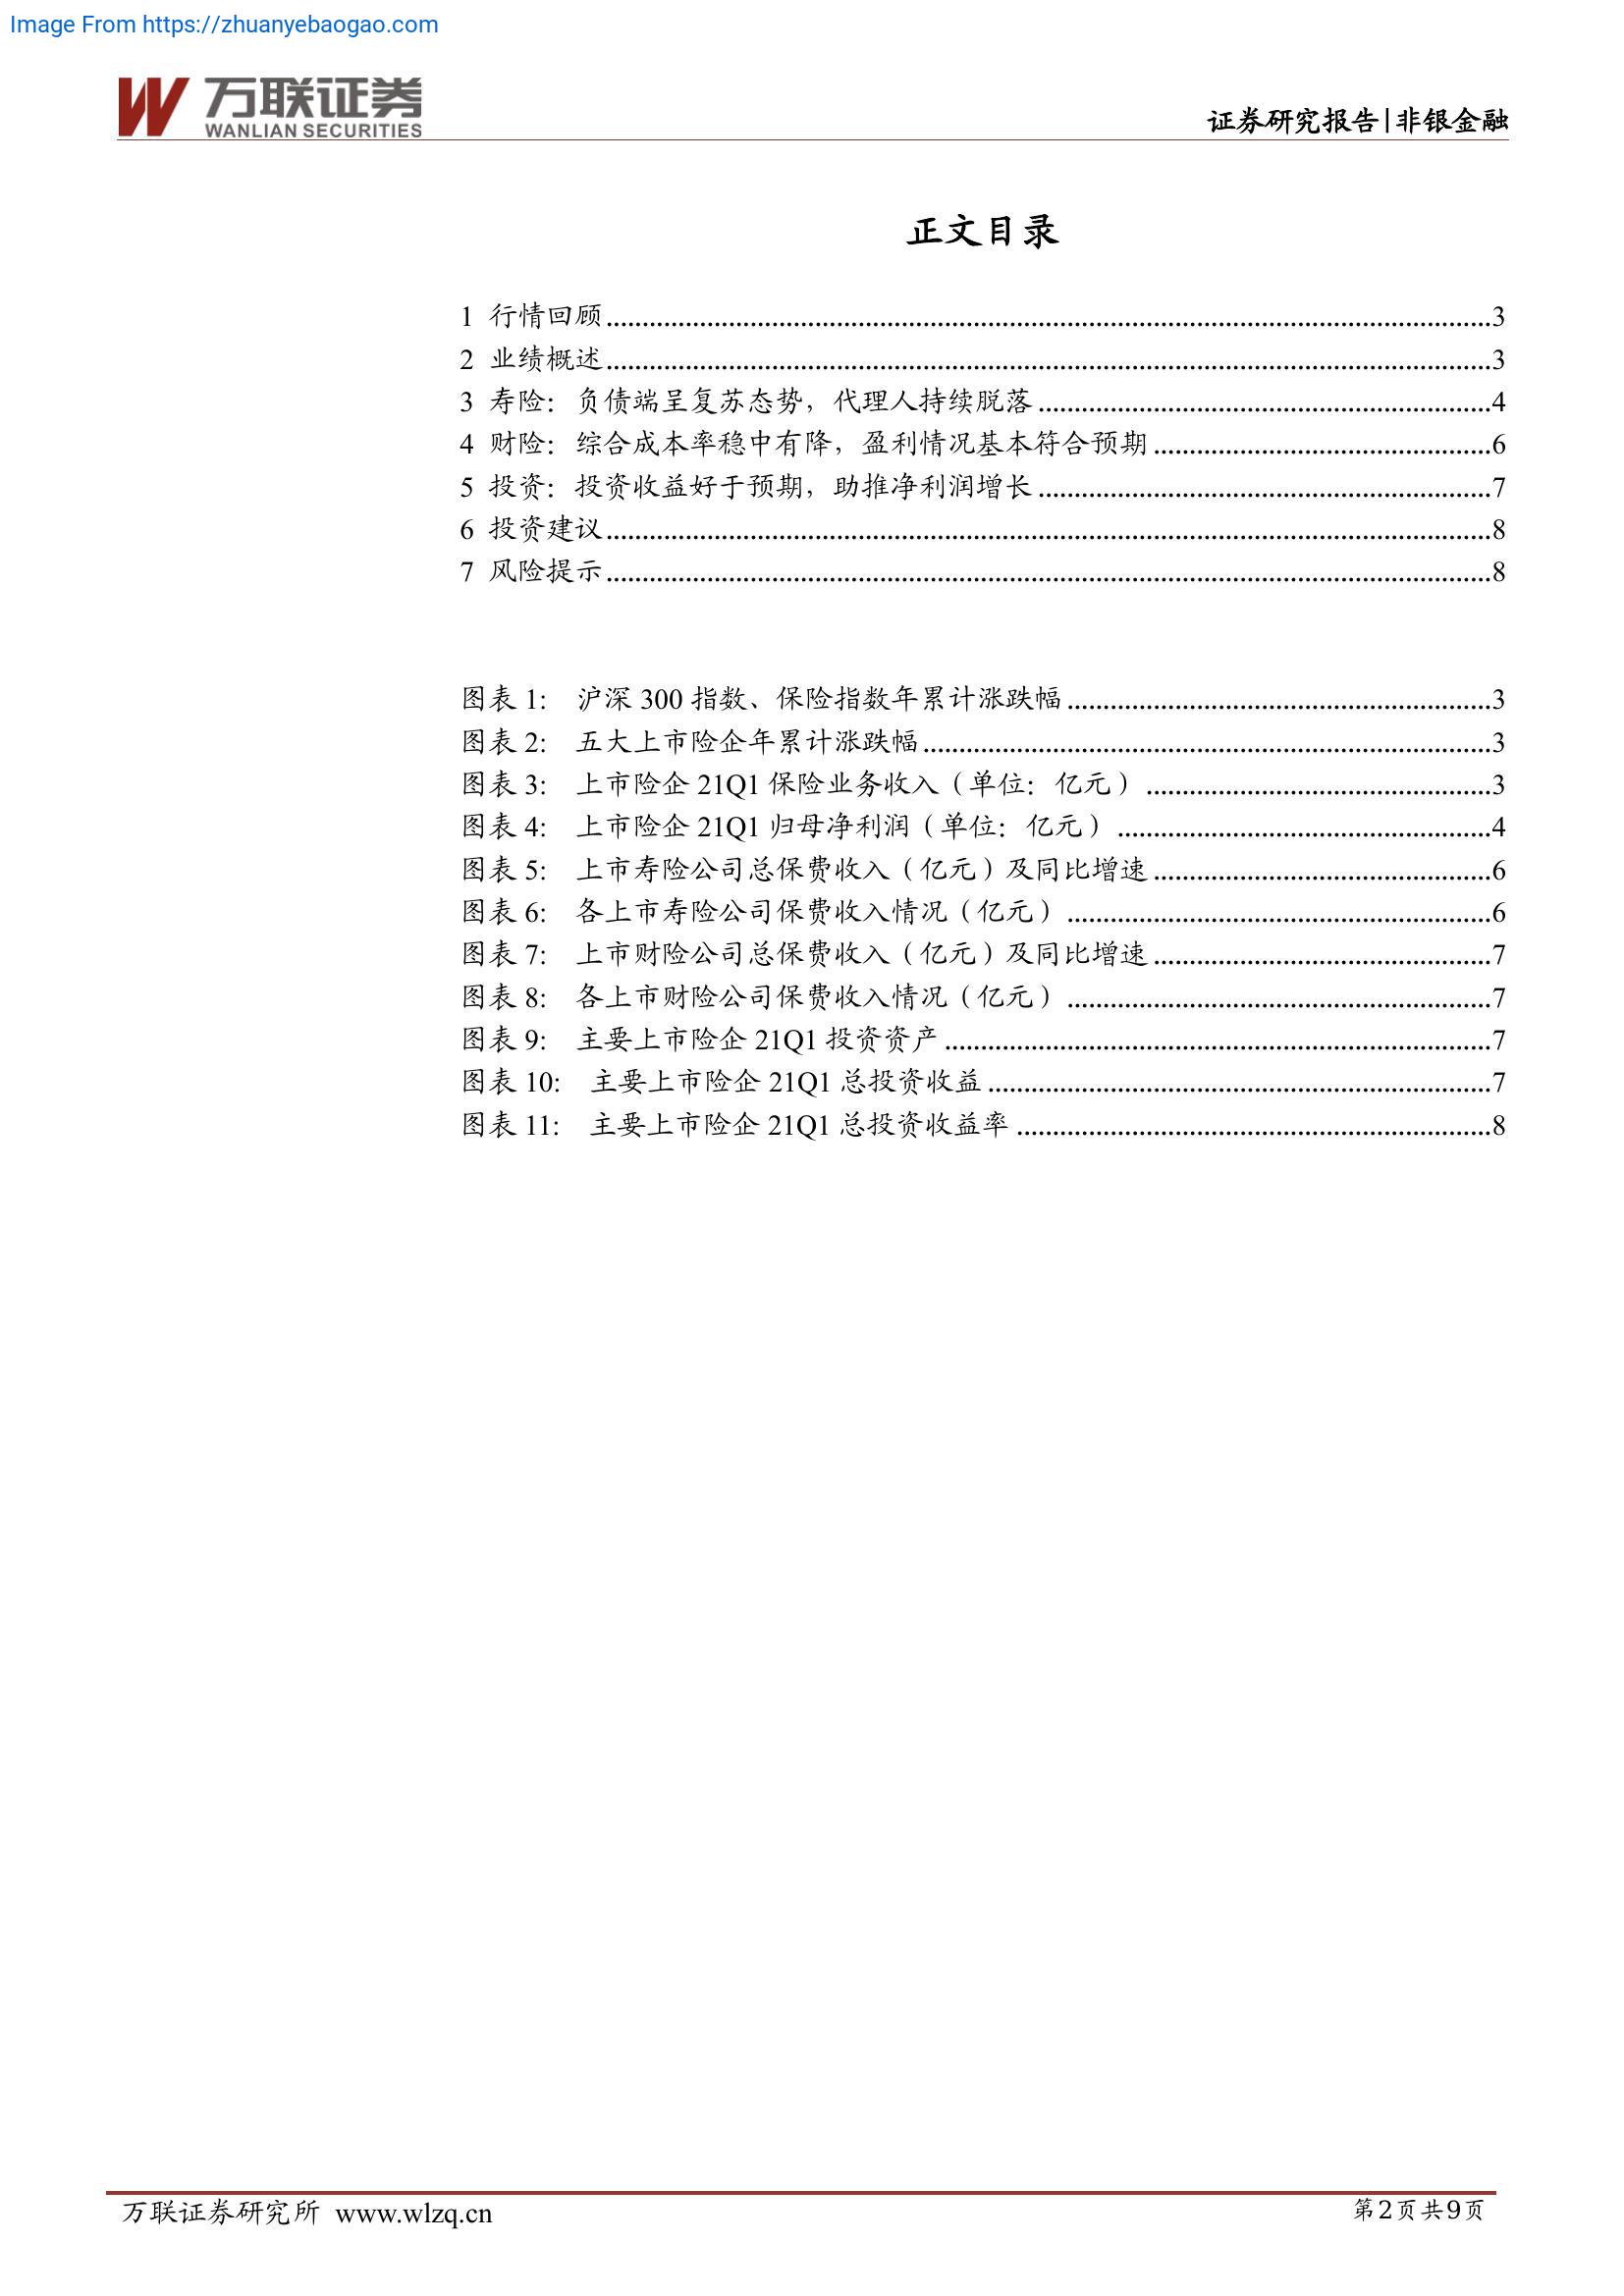 Image From https://zhuanyebaogao.com
万联证券
WANLIAN SECURITIES
证券研究报告|非银金融
正文目录
1 行情回顾...3
2 业绩概述...3
3 寿险：负债端呈复苏态势，代理人持续脱落...4
4 财险：综合成本率稳中有降，盈利情况基本符合预期...6
5 投资：投资收益好于预期，助推净利润增长...7
6 投资建议...8
7 风险提示...8
图表 1: 沪深 300 指数、保险指数年累计涨跌幅...3
图表 2: 五大上市险企年累计涨跌幅...3
图表 3: 上市险企 21Q1 保险业务收入（单位：亿元）...3
图表 4: 上市险企 21Q1 归母净利润（单位：亿元）...4
图表 5: 上市寿险公司总保费收入（亿元）及同比增速...6
图表 6: 各上市寿险公司保费收入情况（亿元）...6
图表 7: 上市财险公司总保费收入（亿元）及同比增速...7
图表 8: 各上市财险公司保费收入情况（亿元）...7
图表 9: 主要上市险企 21Q1 投资资产...7
图表 10: 主要上市险企 21Q1 总投资收益...7
图表 11: 主要上市险企 21Q1 总投资收益率...8
万联证券研究所 www.wlzq.cn
第2页共9页